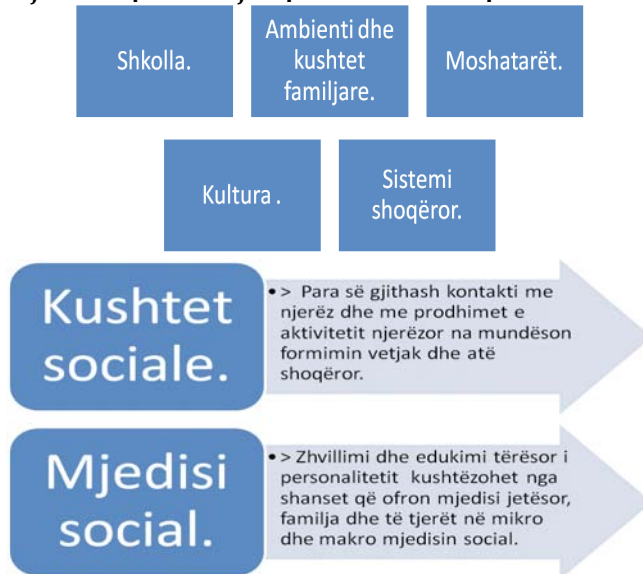 Shkolla.
Ambienti dhe
kushtet
familjare.
Moshatarët.
Kultura .
Sistemi
shoqëror.
Kushtet
sociale.
• > Para së gjithash kontakti me
njerëz dhe me prodhimet e
aktivitetit njerëzor na mundëson
formimin vetjak dhe atë
shoqëror.
Mjedisi
social.
• > Zhvillimi dhe edukimi tërësor i
personalitetit kushtëzohet nga
shanset që ofron mjedisi jetësor,
familja dhe të tjerët në mikro
dhe makro mjedisin social.